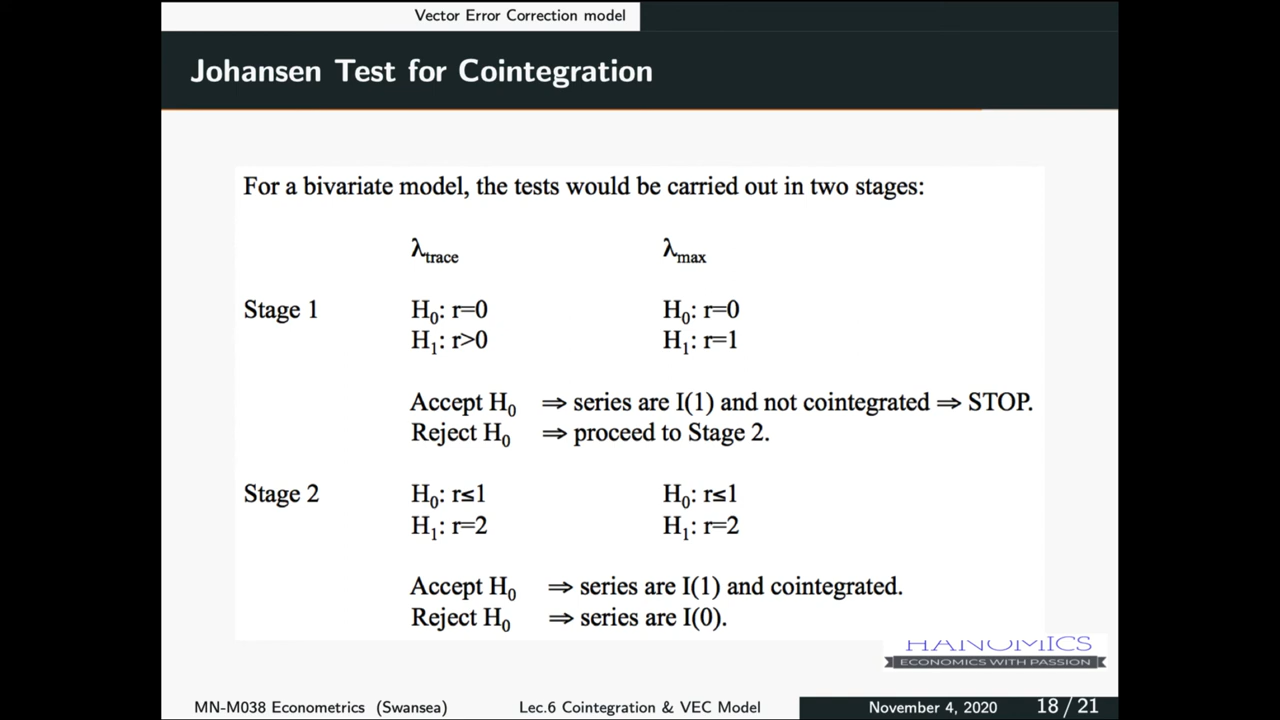 Vector Error Correction model
Johansen Test for Cointegration
For a bivariate model, the tests would be carried out in two stages:
λtrace λmax
Stage 1 H0: r=0 H0: r=0
H1: r>0 H1: r=1
Accept H0 ⇒ series are I(1) and not cointegrated ⇒ STOP.
Reject H0 ⇒ proceed to Stage 2.
Stage 2 H0: r≤1 H0: r≤1
H1: r=2 H1: r=2
Accept H0 ⇒ series are I(1) and cointegrated.
Reject H0 ⇒ series are I(0).
HANOMICS
ECONOMICS WITH PASSION
MN-M038 Econometrics (Swansea) Lec.6 Cointegration & VEC Model November 4, 2020 18 / 21